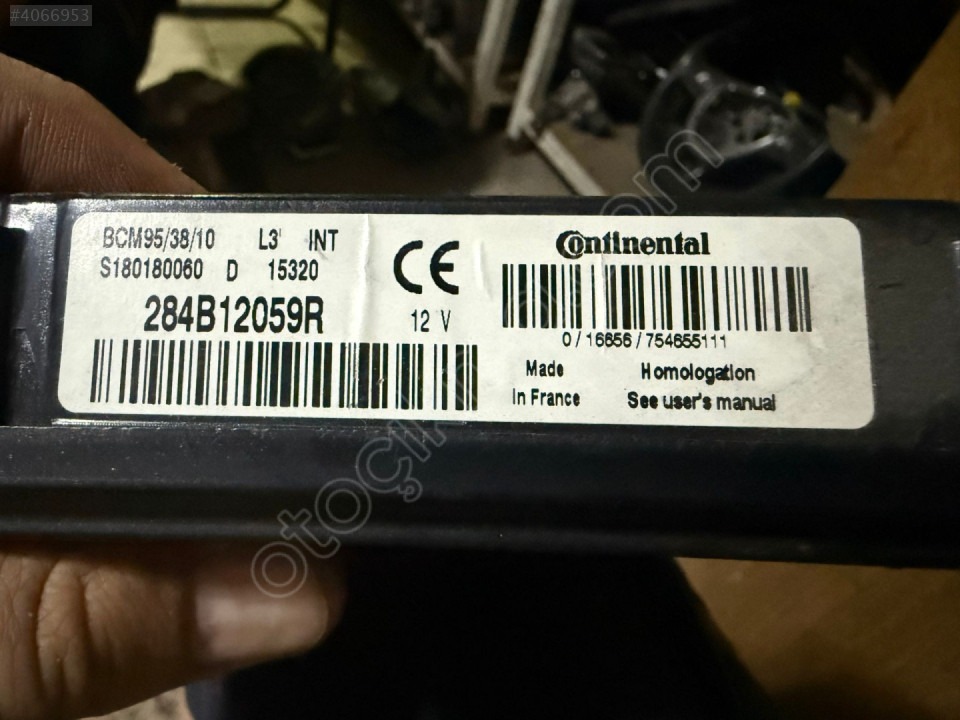 #4066953
BCM95/38/10 L3' INT
S180180060 D 15320
284B12059R
12 V
CE
Continental
0/16656/754655111
Made
in France
Homologation
See user's manual
otoçıkma.com